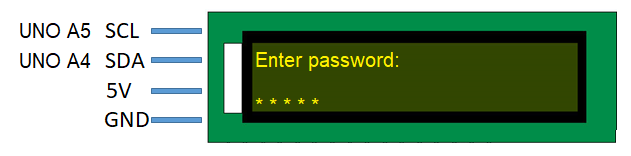 UNO A5 SCL
UNO A4 SDA
5V
GND
Enter password:
* * * * *